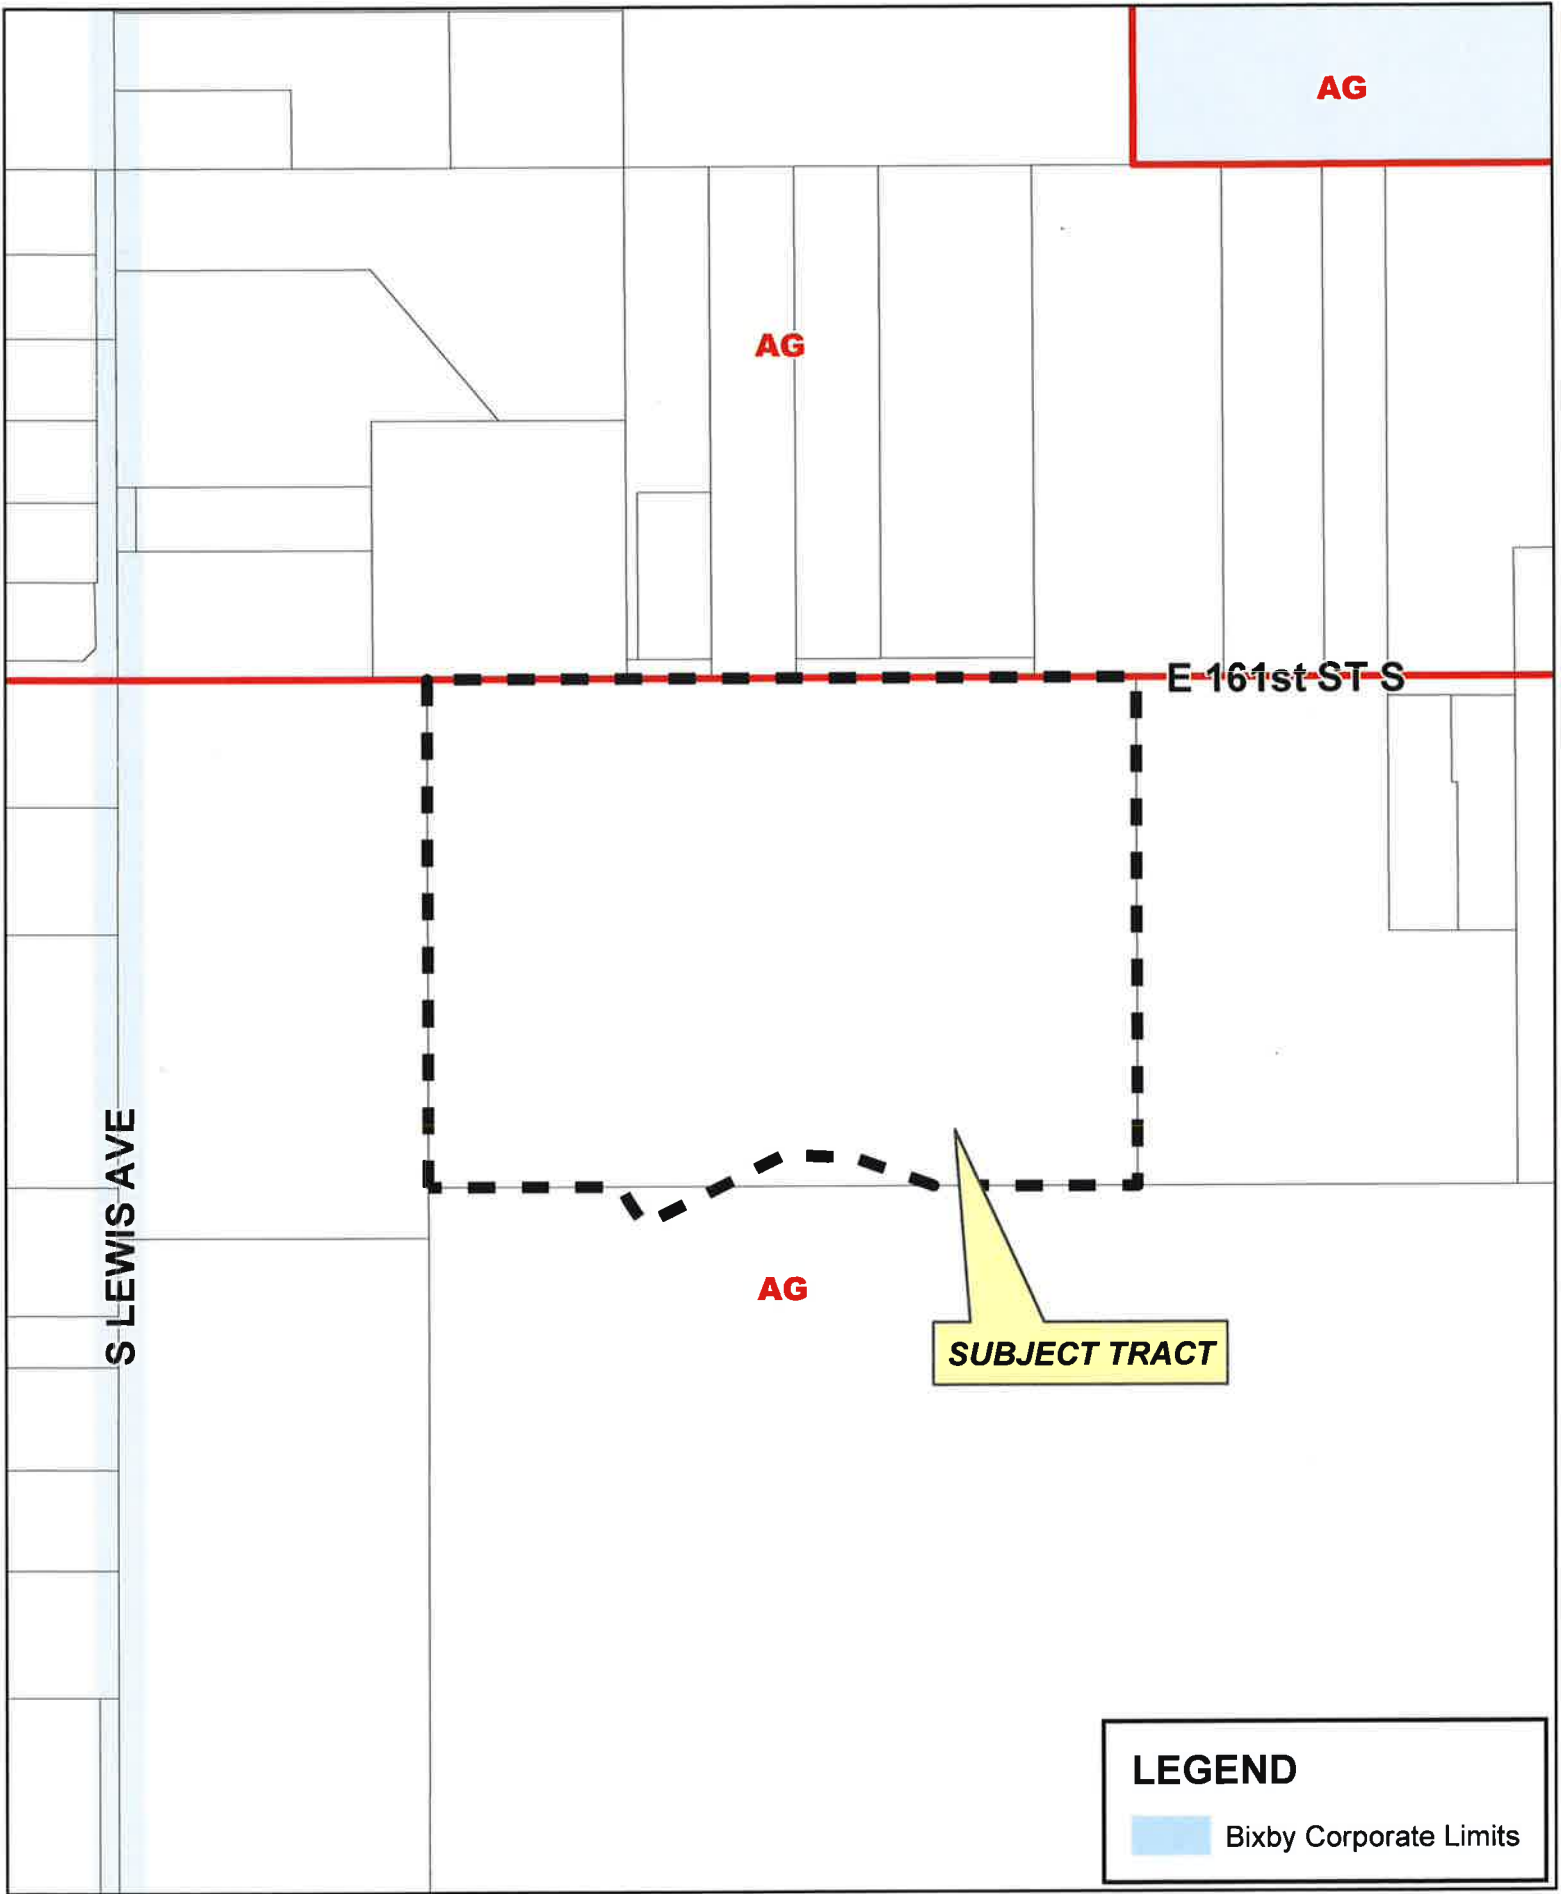 AG
AG
E 161st ST S
S LEWIS AVE
AG
SUBJECT TRACT
LEGEND
Bixby Corporate Limits